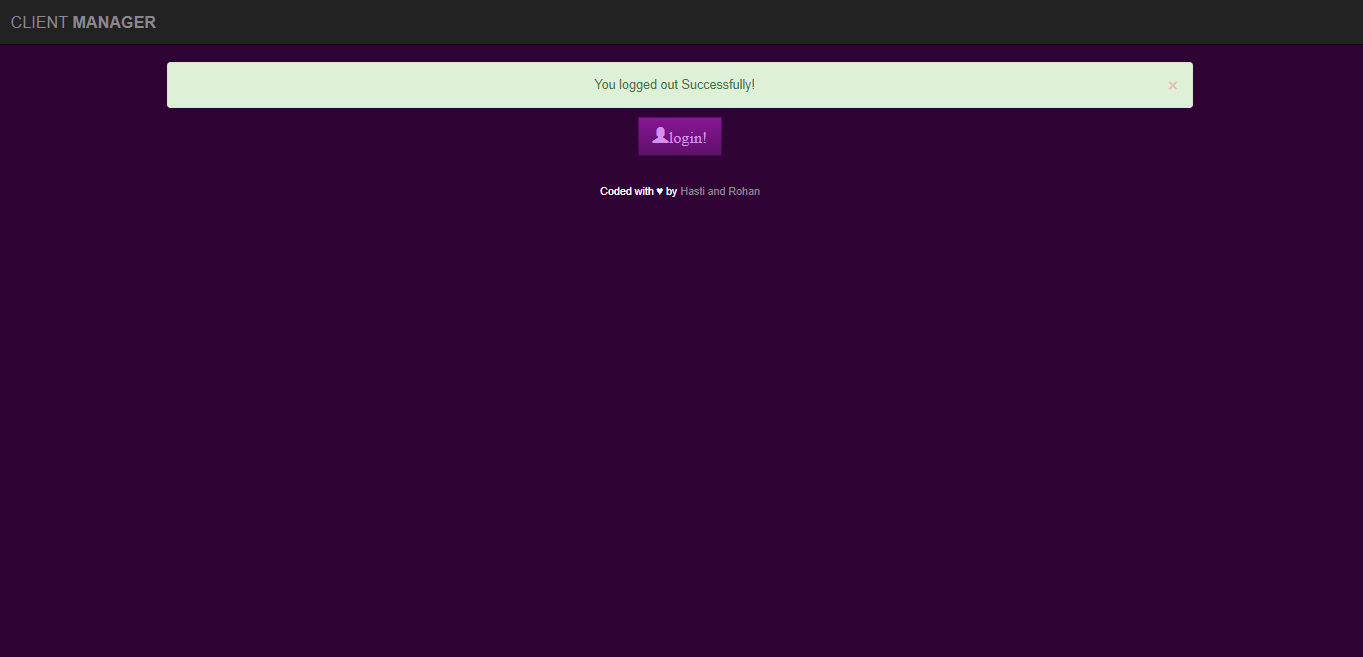 CLIENT MANAGER
You logged out Successfully!
×
login!
Coded with ♥ by Hasti and Rohan